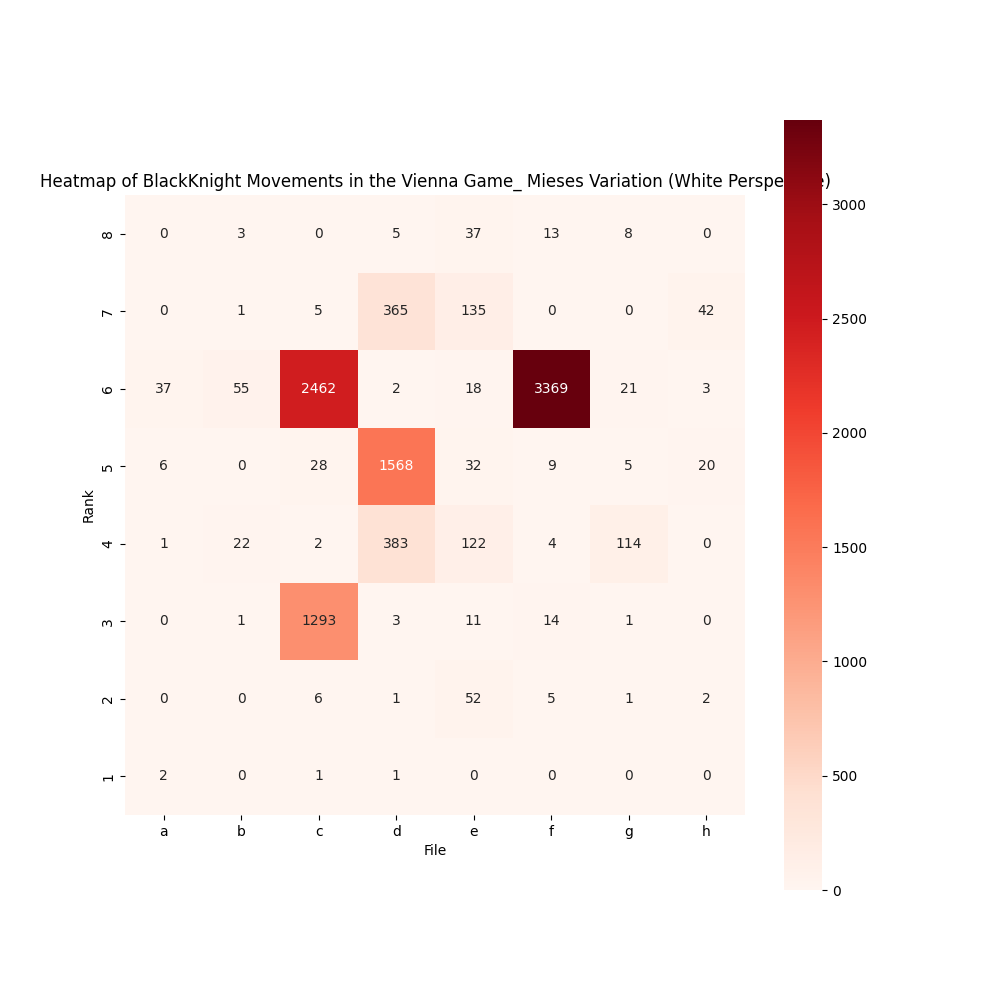 Heatmap of BlackKnight Movements in the Vienna Game_ Mieses Variation (White
8 0 3 0 5 37 13 8 0
7 0 1 5 365 135 0 0 42
6 37 55 2462 2 18 3369 21 3
5 6 0 28 1568 32 9 5 20
Rank
4 1 22 2 383 122 4 114 0
3 0 1 1293 3 11 14 1 0
2 0 0 6 1 52 5 1 2
1 2 0 1 1 0 0 0 0
a b c d e f g h
File
3000
2500
2000
1500
1000
500
0